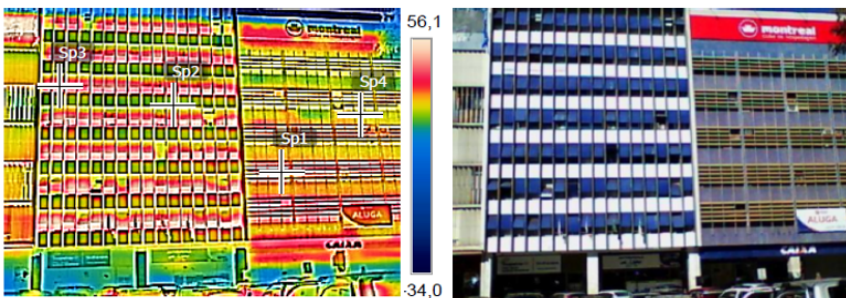 56,1
montreal
Sp3
Sp2
Sp4
Sp1
ALUGA
CAIXA
-34,0
montreal
ALUGA
CAIXA